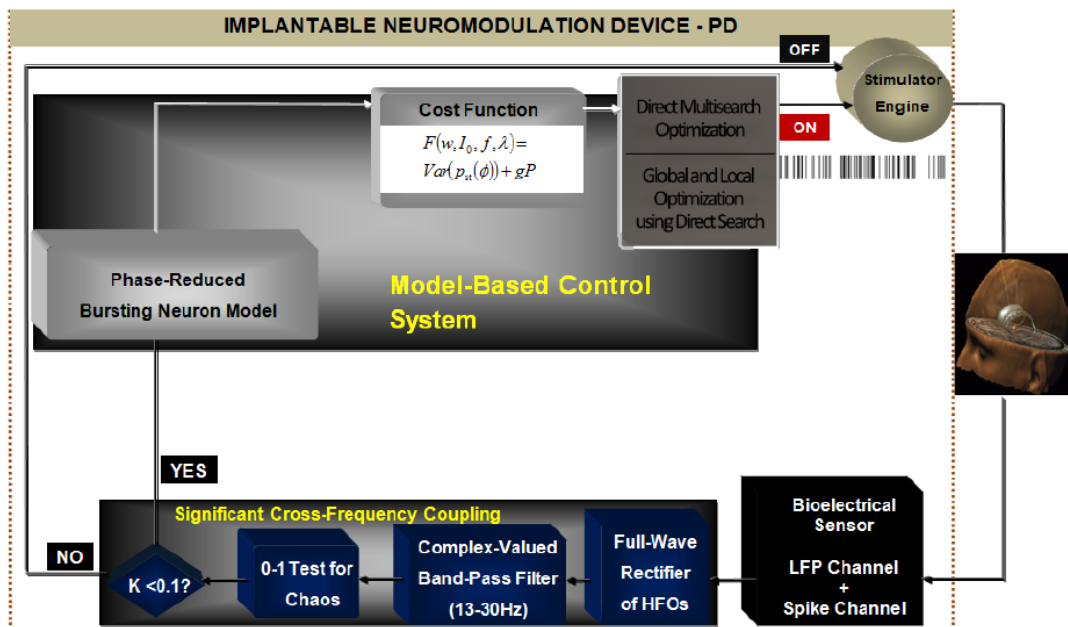 IMPLANTABLE NEUROMODULATION DEVICE - PD
OFF
Stimulator
Engine
Cost Function
F(w, I₀, f, λ)=
Var(pₛₜ(ϕ))+ gP
Direct Multisearch
Optimization
Global and Local
Optimization
using Direct Search
ON
Phase-Reduced
Bursting Neuron Model
Model-Based Control
System
YES
NO
Significant Cross-Frequency Coupling
K <0.1?
0-1 Test for
Chaos
Complex-Valued
Band-Pass Filter
(13-30Hz)
Full-Wave
Rectifier
of HFOs
Bioelectrical
Sensor
LFP Channel
+
Spike Channel